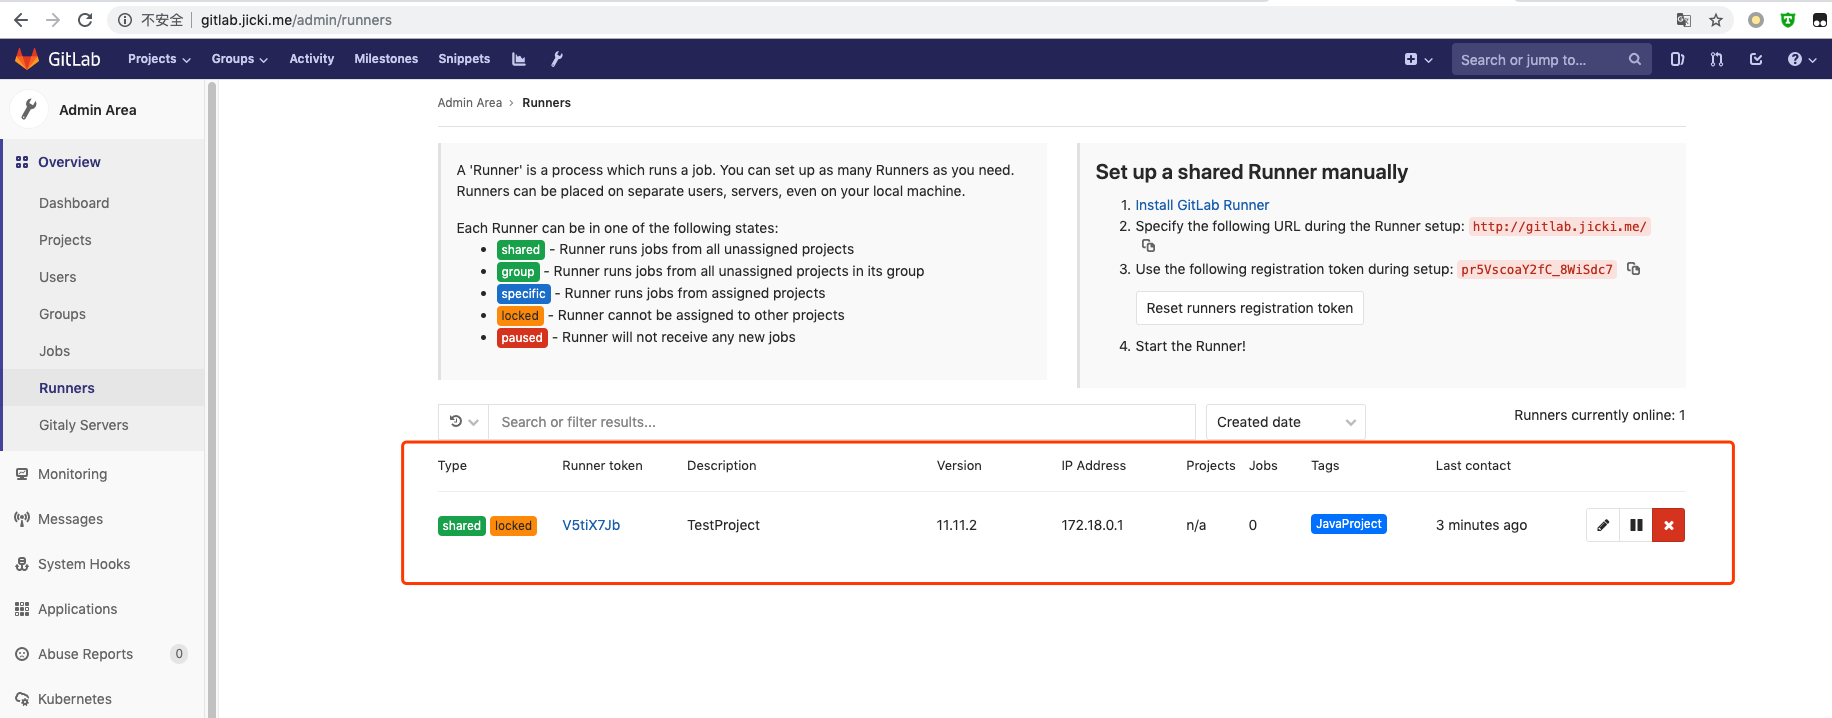 不安全 gitlab.jicki.me/admin/runners
GitLab Projects Groups Activity Milestones Snippets Search or jump to...
Admin Area
Overview
Dashboard
Projects
Users
Groups
Jobs
Runners
Gitaly Servers
Monitoring
Messages
System Hooks
Applications
Abuse Reports 0
Kubernetes
Admin Area › Runners
A 'Runner' is a process which runs a job. You can set up as many Runners as you need.
Runners can be placed on separate users, servers, even on your local machine.
Each Runner can be in one of the following states:
• shared - Runner runs jobs from all unassigned projects
• group - Runner runs jobs from all unassigned projects in its group
• specific - Runner runs jobs from assigned projects
• locked - Runner cannot be assigned to other projects
• paused - Runner will not receive any new jobs
Set up a shared Runner manually
1. Install GitLab Runner
2. Specify the following URL during the Runner setup: http://gitlab.jicki.me/
3. Use the following registration token during setup: pr5VscoaY2fC_8WiSdc7
Reset runners registration token
4. Start the Runner!
Search or filter results...
Created date
Runners currently online: 1
Type Runner token Description Version IP Address Projects Jobs Tags Last contact
shared locked V5tiX7Jb TestProject 11.11.2 172.18.0.1 n/a 0 JavaProject 3 minutes ago